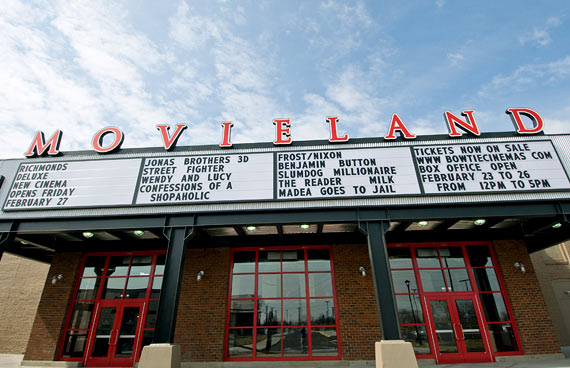 MOVIELAND
RICHMONDS
DELUXE
NEW CINEMA
OPENS FRIDAY
FEBRUARY 27
JONAS BROTHERS 3D
STREET FIGHTER
WENDY AND LUCY
CONFESSIONS OF A
SHOPAHOLIC
FROST/NIXON
BENJAMIN BUTTON
SLUMDOG MILLIONAIRE
THE READER MILK
MADEA GOES TO JAIL
TICKETS NOW ON SALE
WWW.BOWTIECINEMAS.COM
BOX OFFICE OPEN
FEBRUARY 23 TO 26
FROM 12PM TO 5PM